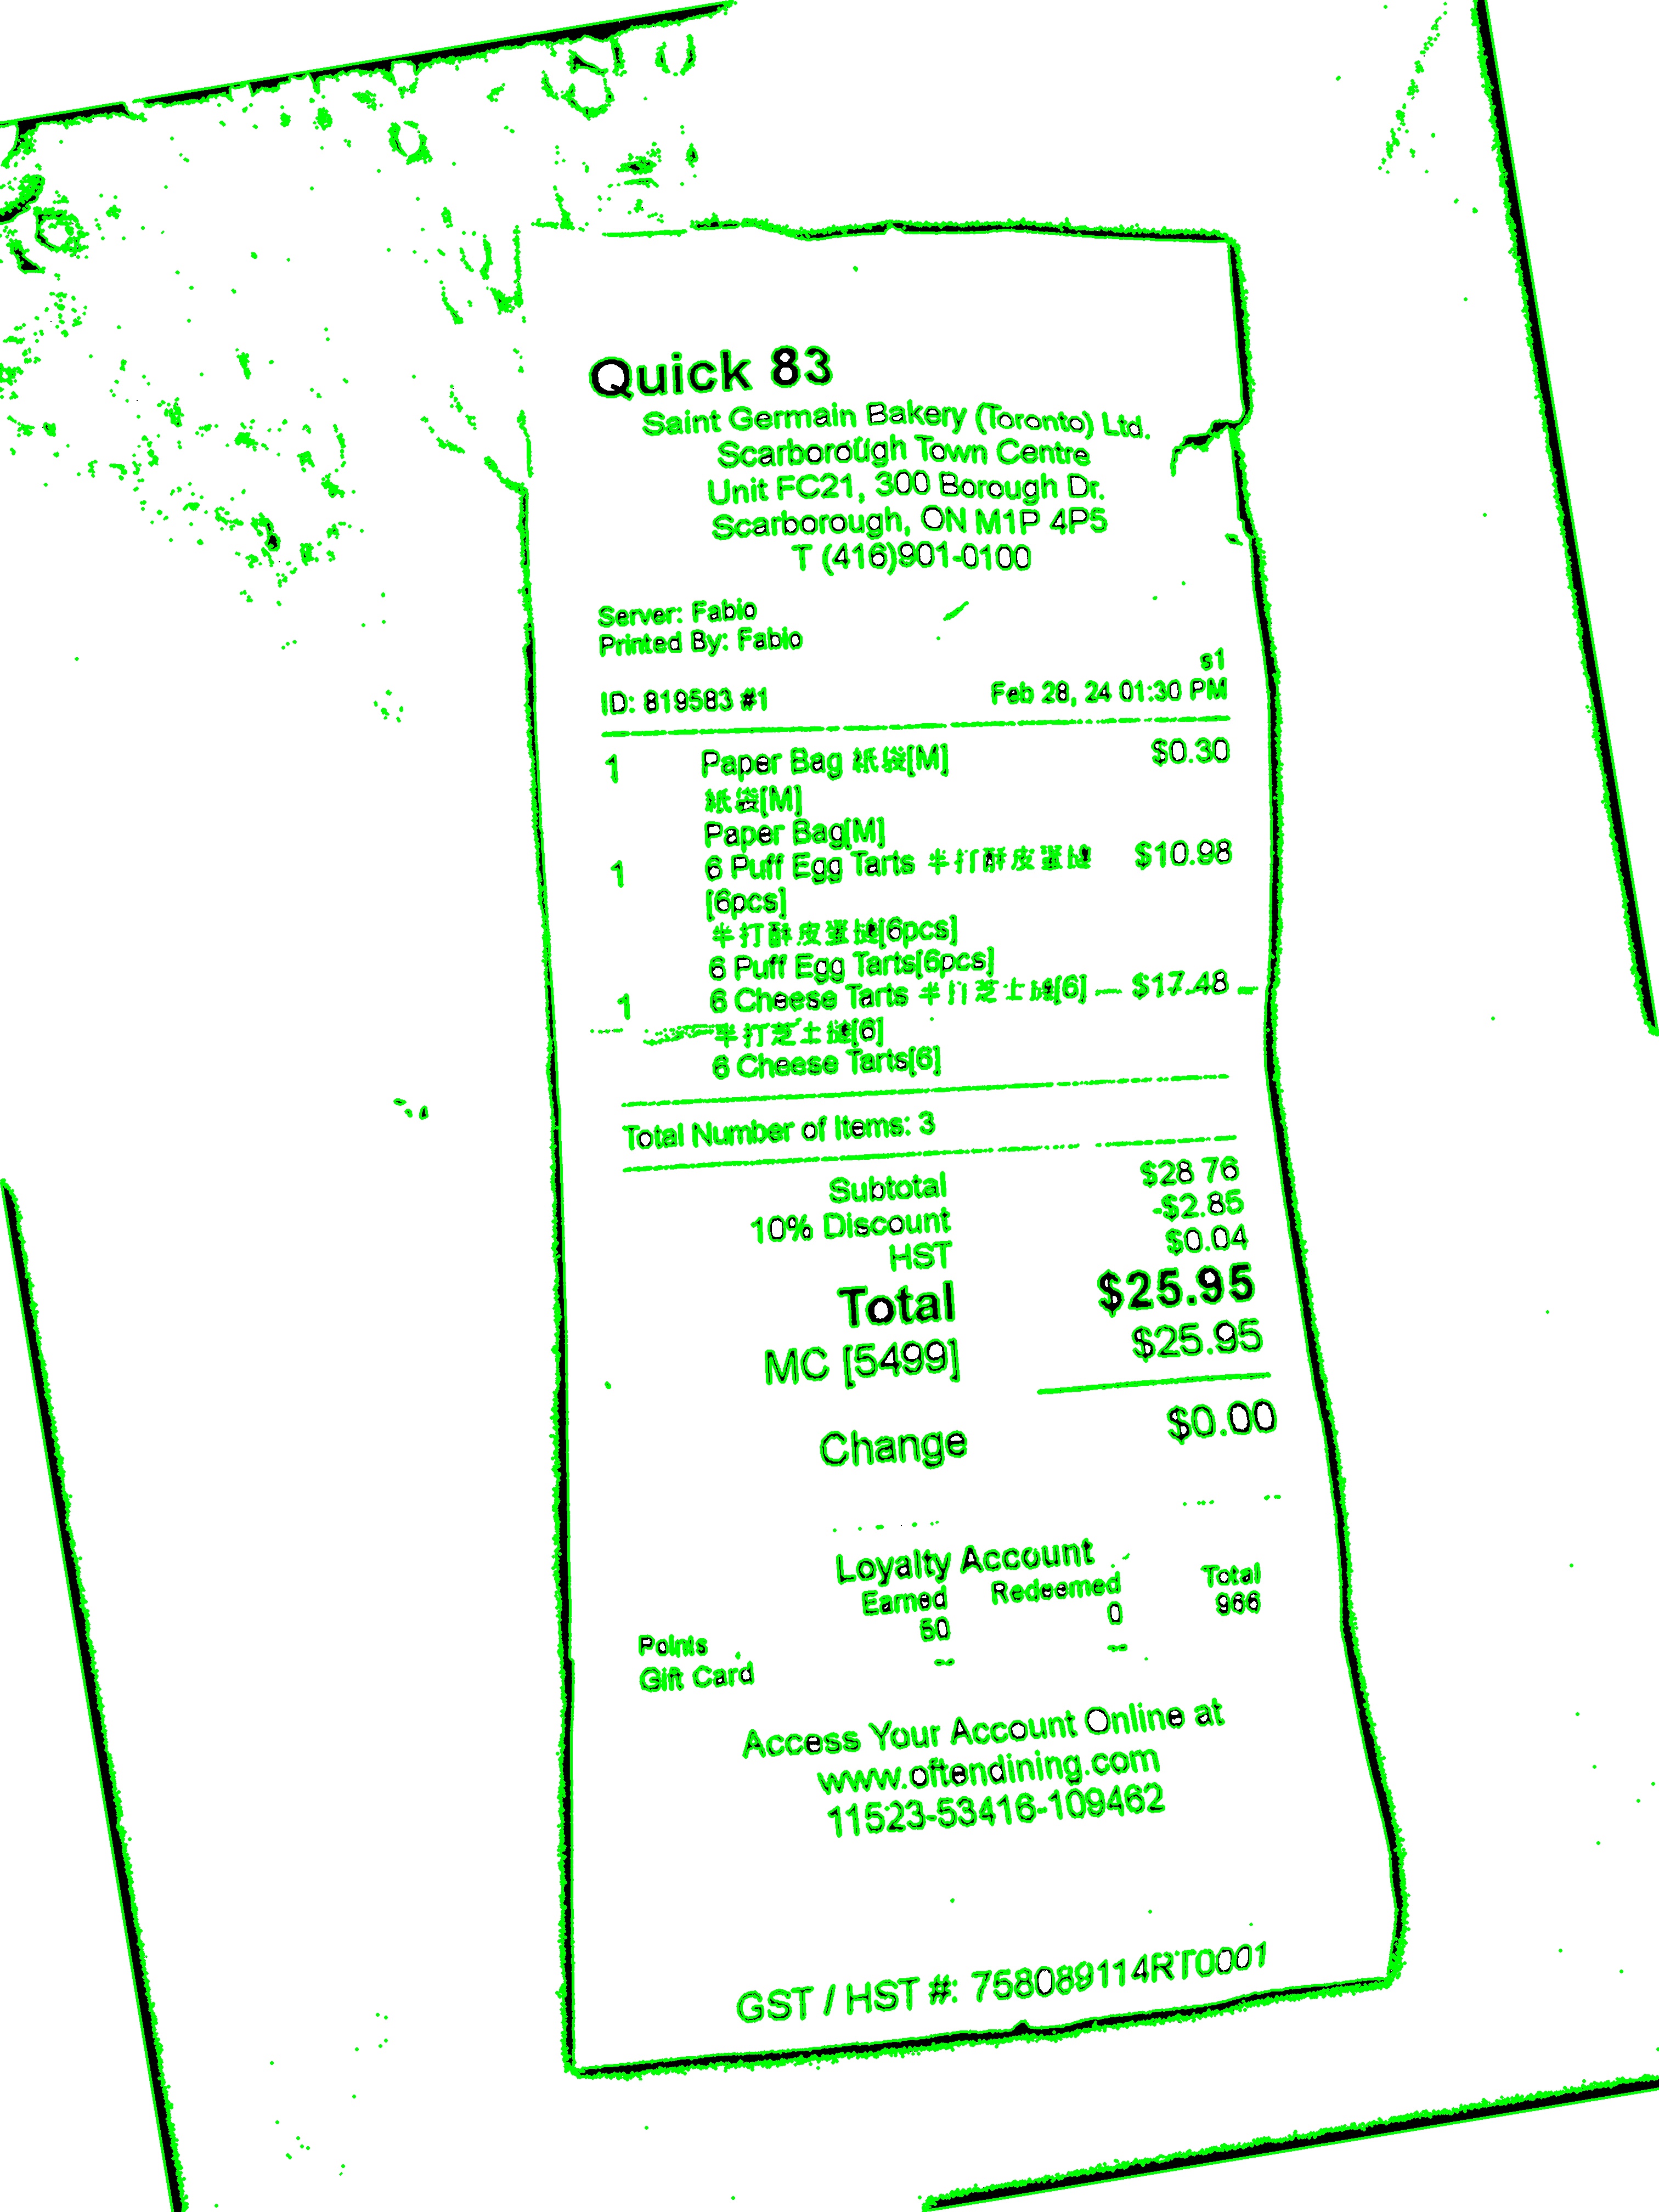 Quick 83
Saint Germain Bakery (Toronto) Ltd.
Scarborough Town Centre
Unit FC21, 300 Borough Dr.
Scarborough, ON M1P 4P5
T (416)901-0100
Server: Fabio
Printed By: Fabio
s1
ID: 819583 #1 Feb 28, 24 01:30 PM
1 Paper Bag 紙袋[M] $0.30
紙袋[M]
Paper Bag[M]
1 6 Puff Egg Tarts 半打酥皮蛋撻 $10.98
[6pcs]
半打酥皮蛋撻[6pcs]
6 Puff Egg Tarts[6pcs]
1 6 Cheese Tarts 半打芝士撻[6] $17.48
半打芝士撻[6]
6 Cheese Tarts[6]
Total Number of Items: 3
Subtotal $28 76
10% Discount -$2.85
HST $0.04
Total $25.95
MC [5499] $25.95
Change $0.00
Loyalty Account
Earned Redeemed Total
Points 50 0 966
Gift Card -- --
Access Your Account Online at
www.oftendining.com
11523-53416-109462
GST / HST #: 758089114RT0001